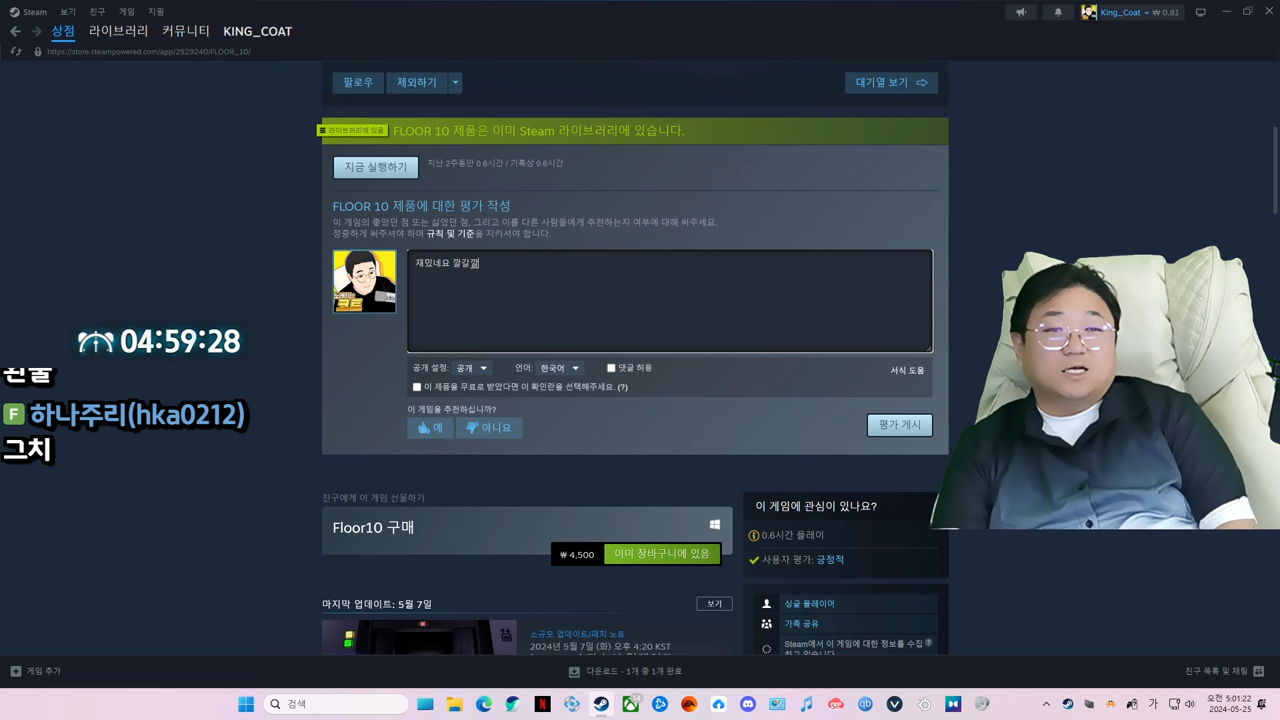 Steam 보기 친구 게임 지원
King_Coat ₩ 0.81
상점 라이브러리 커뮤니티 KING_COAT
https://store.steampowered.com/app/2929240/FLOOR_10/
팔로우 제외하기 대기열 보기
라이브러리에 있음 FLOOR 10 제품은 이미 Steam 라이브러리에 있습니다.
지금 실행하기 지난 2주동안 0.6시간 / 기록상 0.6시간
FLOOR 10 제품에 대한 평가 작성
이 게임의 좋았던 점 또는 싫었던 점, 그리고 이를 다른 사람들에게 추천하는지 여부에 대해 써주세요.
정중하게 써주셔야 하며 규칙 및 기준을 지키셔야 합니다.
재밌네요 깔갈깔
코트
04:59:28
공개 설정: 공개 언어: 한국어 댓글 허용 서식 도움
이 제품을 무료로 받았다면 이 확인란을 선택해주세요. (?)
F 하나주리(hka0212)
그치
이 게임을 추천하십니까?
예 아니요 평가 게시
친구에게 이 게임 선물하기
Floor10 구매
₩ 4,500 이미 장바구니에 있음
이 게임에 관심이 있나요?
0.6시간 플레이
사용자 평가: 긍정적
마지막 업데이트: 5월 7일 보기
소규모 업데이트/패치 노트
2024년 5월 7일 (화) 오후 4:20 KST
싱글 플레이어
가족 공유
Steam에서 이 게임에 대한 정보를 수집
하고 있습니다
게임 추가 다운로드 - 1개 중 1개 완료 친구 목록 및 채팅
검색 가 오전 5:01:22
2024-05-25